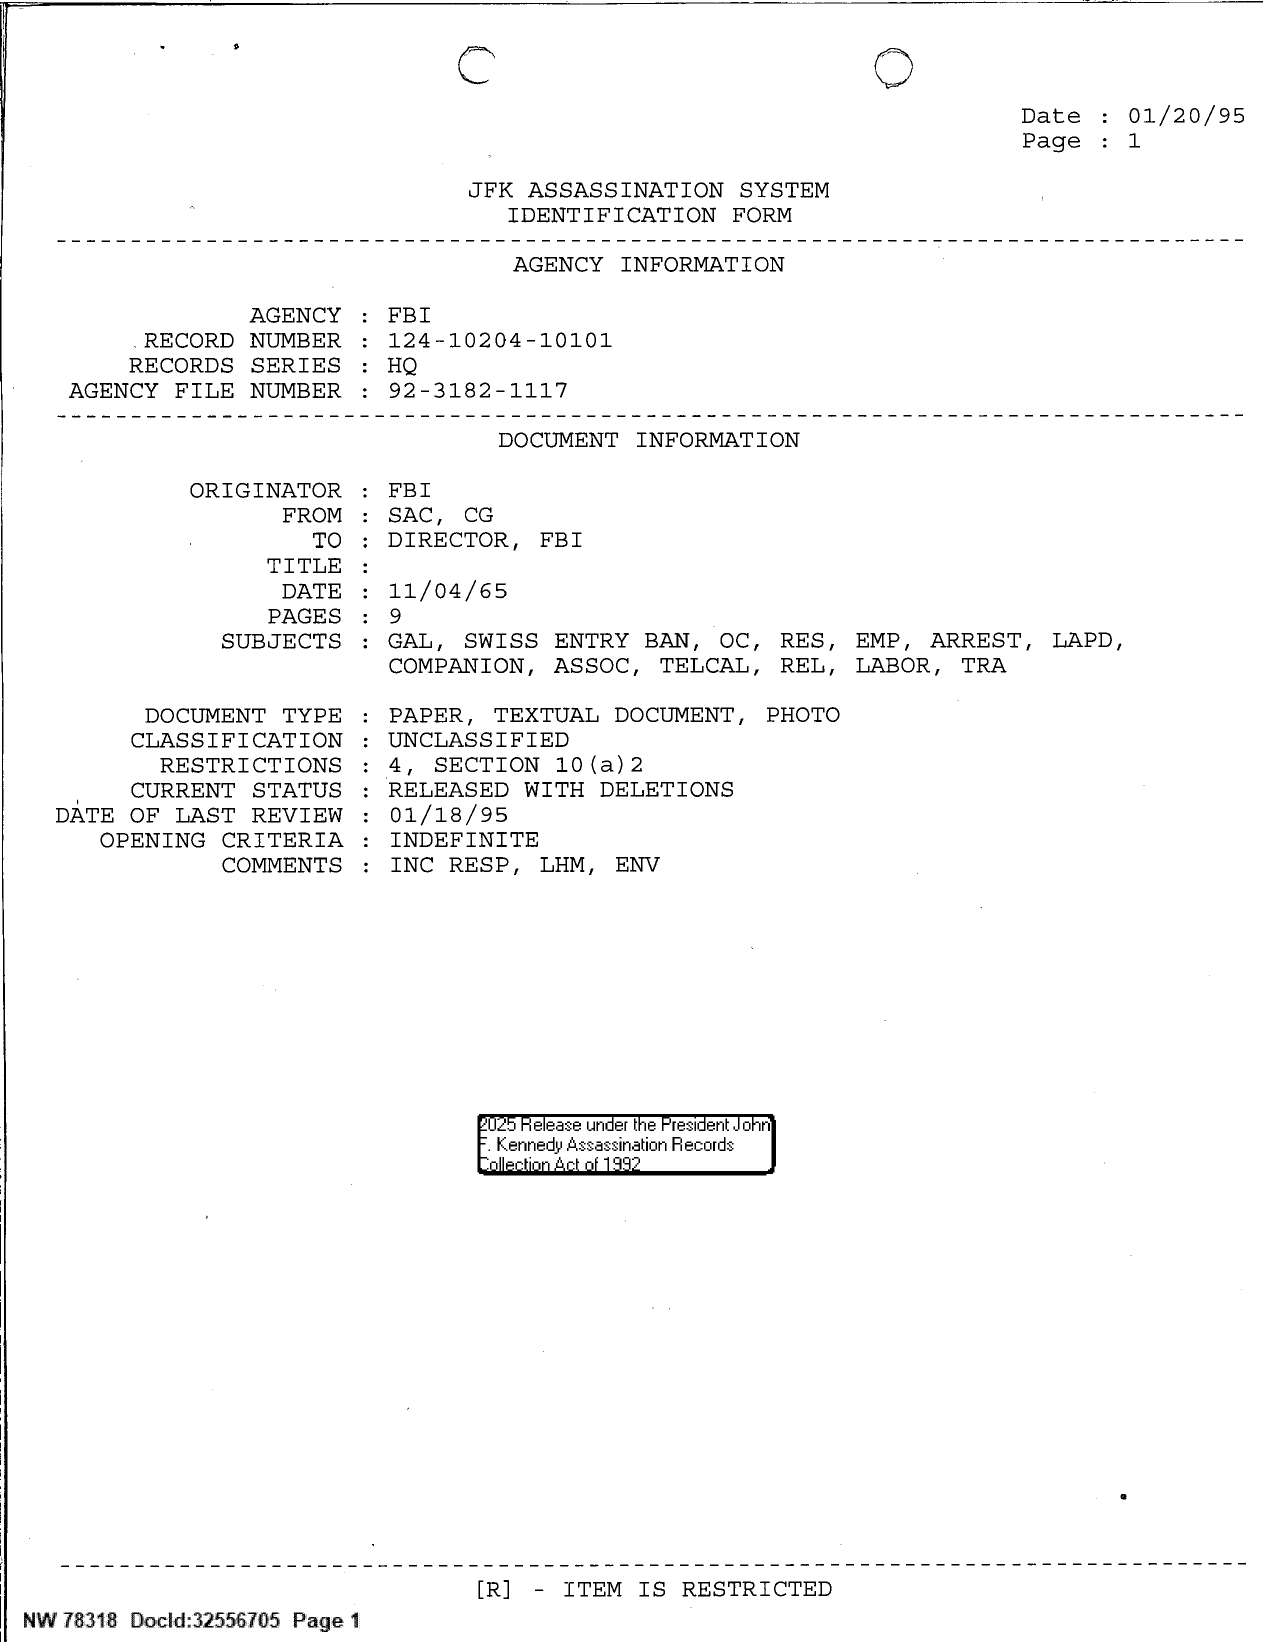 Date : 01/20/95
Page : 1
JFK ASSASSINATION SYSTEM
IDENTIFICATION FORM
AGENCY INFORMATION
AGENCY : FBI
RECORD NUMBER : 124-10204-10101
RECORDS SERIES : HQ
AGENCY FILE NUMBER : 92-3182-1117
DOCUMENT INFORMATION
ORIGINATOR : FBI
FROM : SAC, CG
TO : DIRECTOR, FBI
TITLE :
DATE : 11/04/65
PAGES : 9
SUBJECTS : GAL, SWISS ENTRY BAN, OC, RES, EMP, ARREST, LAPD,
COMPANION, ASSOC, TELCAL, REL, LABOR, TRA
DOCUMENT TYPE : PAPER, TEXTUAL DOCUMENT, PHOTO
CLASSIFICATION : UNCLASSIFIED
RESTRICTIONS : 4, SECTION 10(a)2
CURRENT STATUS : RELEASED WITH DELETIONS
DATE OF LAST REVIEW : 01/18/95
OPENING CRITERIA : INDEFINITE
COMMENTS : INC RESP, LHM, ENV
2025 Release under the President John
F. Kennedy Assassination Records
Collection Act of 1992
[R] - ITEM IS RESTRICTED
NW 78318 DocId:32556705 Page 1